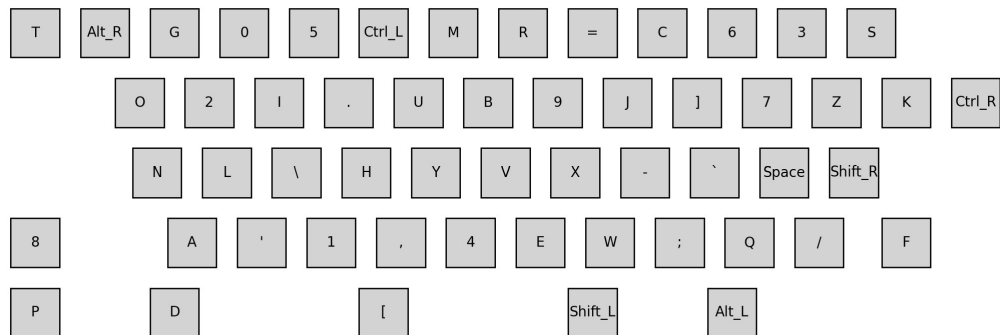 T Alt_R G 0 5 Ctrl_L M R = C 6 3 S
O 2 I . U B 9 J ] 7 Z K Ctrl_R
N L \ H Y V X - ` Space Shift_R
8 A ' 1 , 4 E W ; Q / F
P D [ Shift_L Alt_L